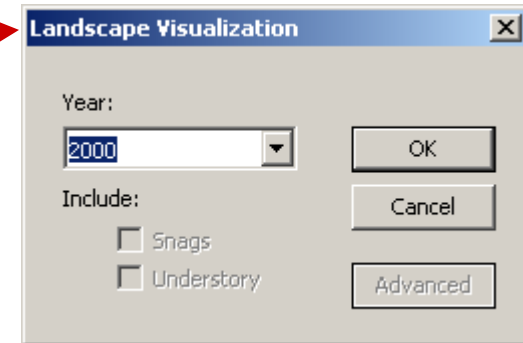 Landscape Visualization
Year:
2000
OK
Include:
Cancel
Snags
Understory
Advanced